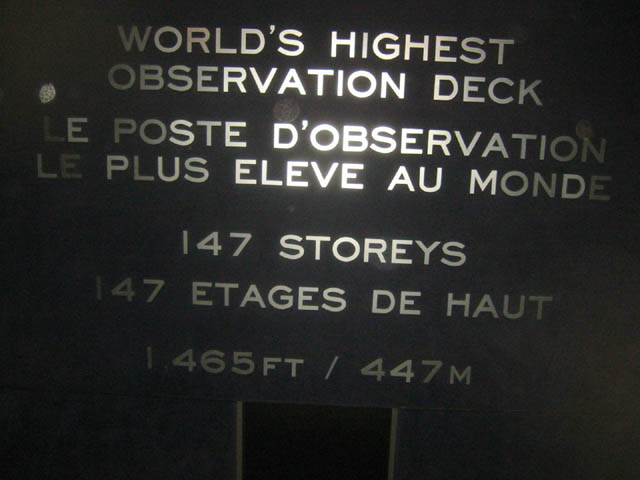 WORLD'S HIGHEST
OBSERVATION DECK
LE POSTE D'OBSERVATION
LE PLUS ELEVE AU MONDE
147 STOREYS
147 ETAGES DE HAUT
1,465FT / 447M